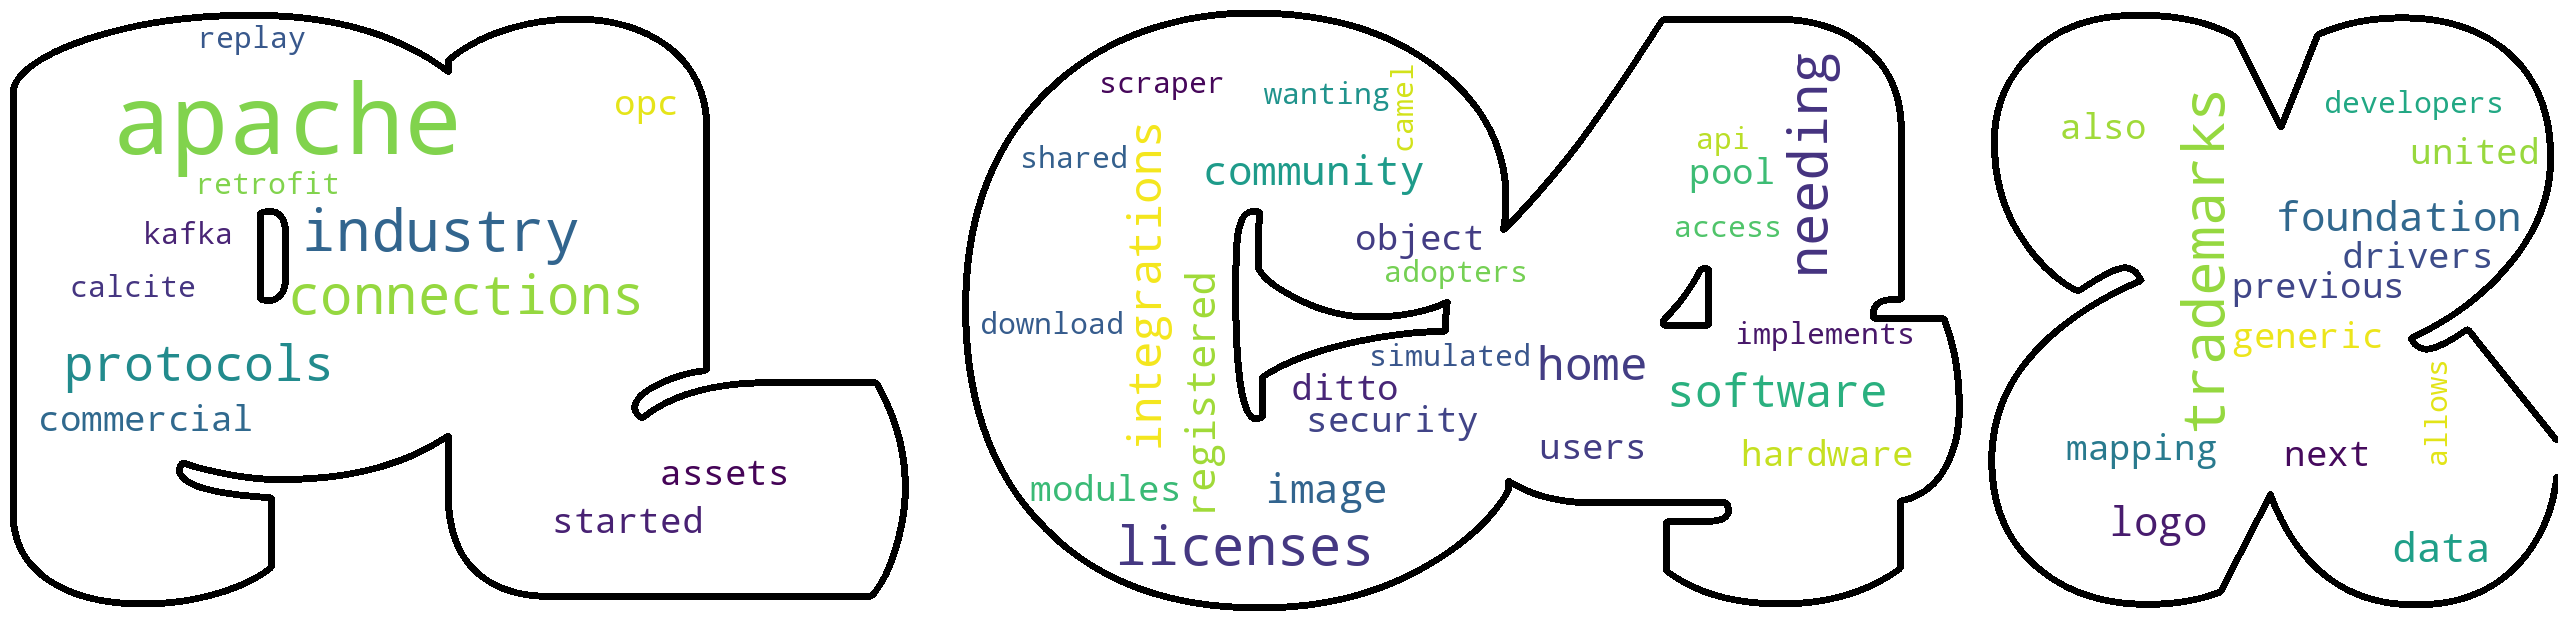 replay
apache
opc
retrofit
kafka
industry
calcite
connections
protocols
commercial
assets
started
scraper
wanting
camel
shared
integrations
community
object
adopters
registered
download
simulated
ditto
security
modules
image
licenses
needing
api
pool
access
implements
home
software
users
hardware
developers
also
trademarks
united
foundation
drivers
previous
generic
allows
mapping
next
logo
data